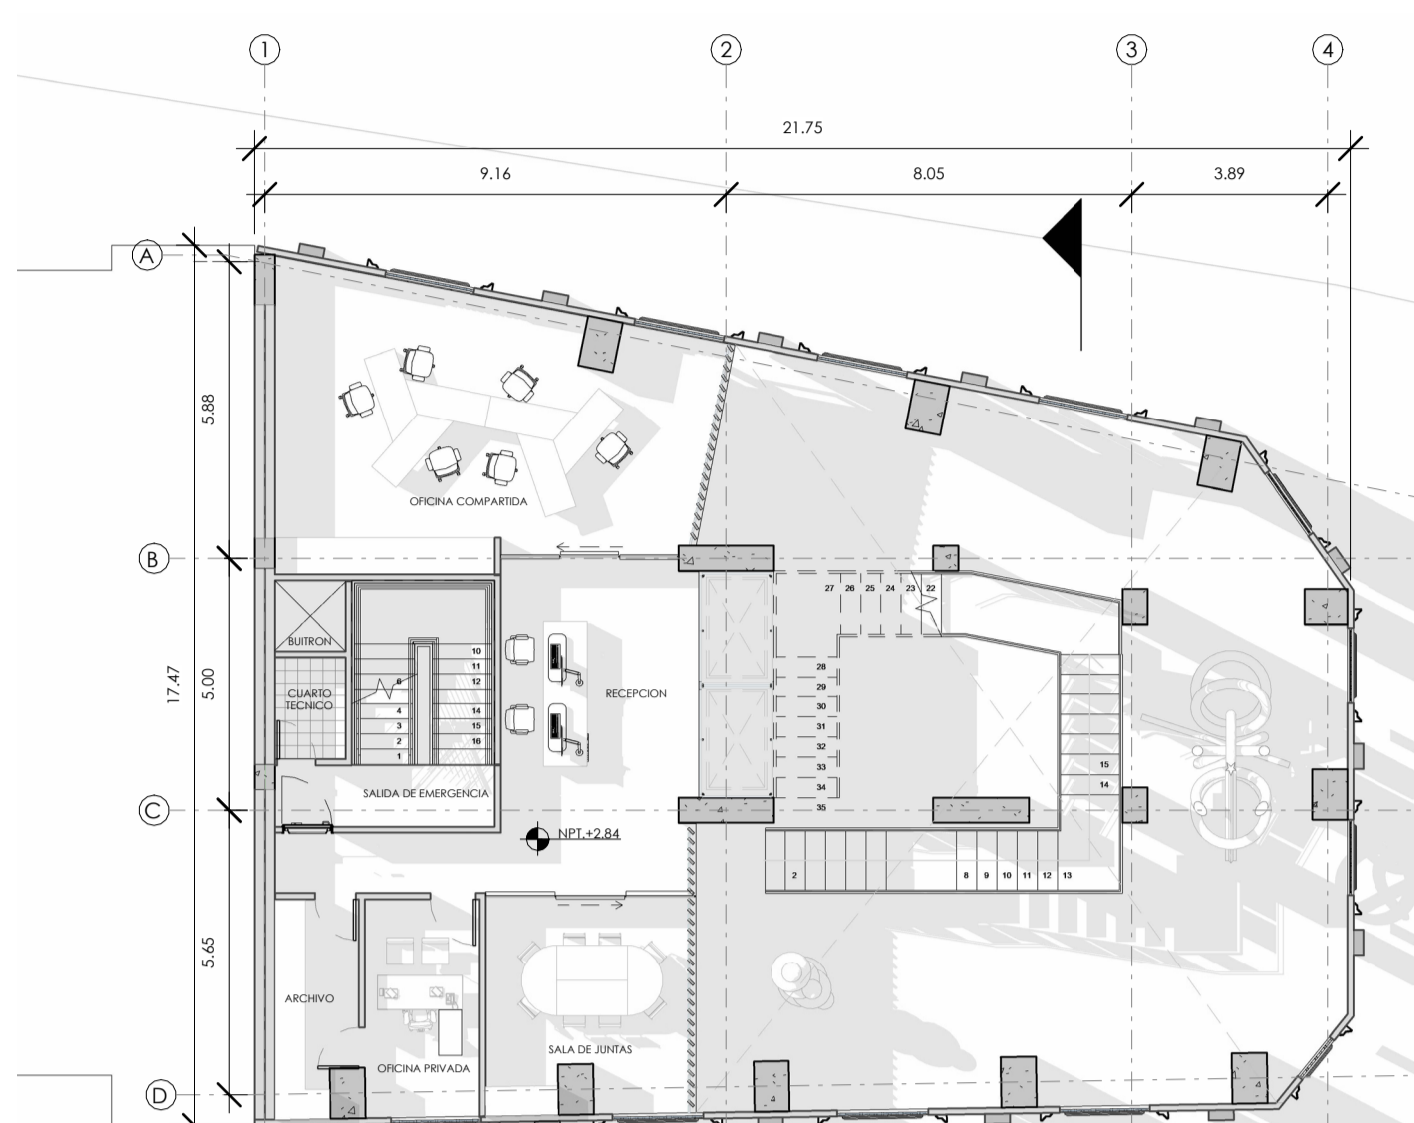 1 2 3 4
21.75
9.16 8.05 3.89
A
5.88
OFICINA COMPARTIDA
B
27 26 25 24 23 22
BUITRON
10
28
11
6 12
29
17.47
5.00
CUARTO
TECNICO
RECEPCION
30
4 14
3 15
31
2 16
32
1
33
15
34
14
SALIDA DE EMERGENCIA
C
35
NPT.+2.84
2 8 9 10 11 12 13
5.65
ARCHIVO
SALA DE JUNTAS
OFICINA PRIVADA
D